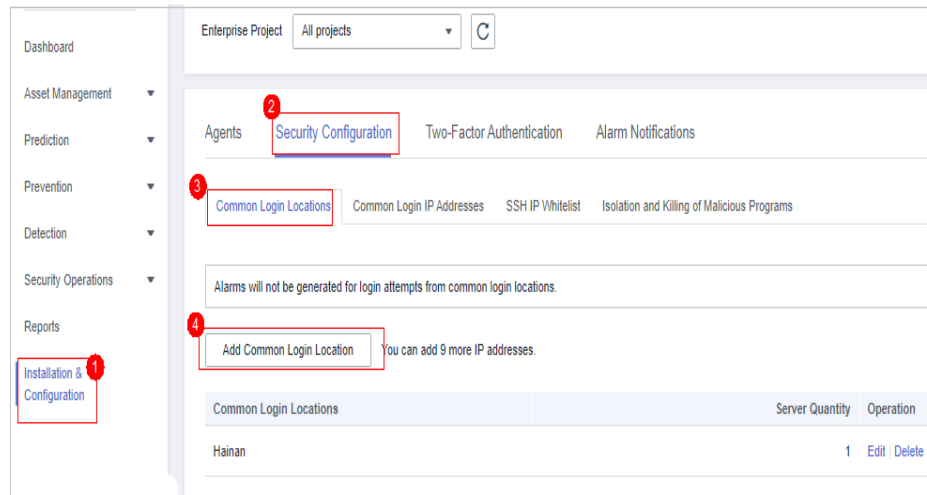 Dashboard
Asset Management
Prediction
Prevention
Detection
Security Operations
Reports
Installation &
Configuration
1
Enterprise Project All projects
2
Agents Security Configuration Two-Factor Authentication Alarm Notifications
3
Common Login Locations Common Login IP Addresses SSH IP Whitelist Isolation and Killing of Malicious Programs
Alarms will not be generated for login attempts from common login locations.
4
Add Common Login Location You can add 9 more IP addresses.
Common Login Locations Server Quantity Operation
Hainan 1 Edit Delete